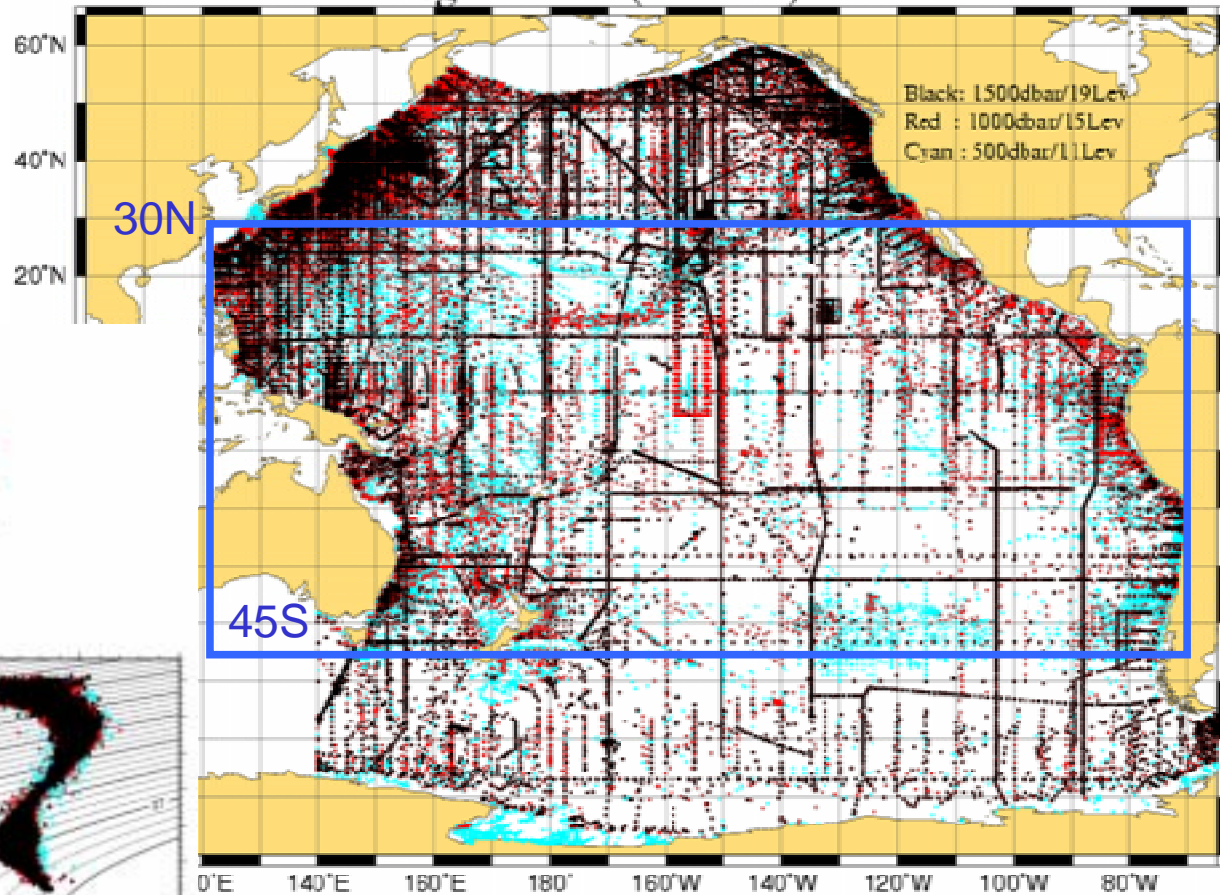 60°N
Black: 1500dbar/19Lev
Red : 1000dbar/15Lev
Cyan : 500dbar/11Lev
40°N
30N
20°N
45S
0°E 140°E 160°E 180° 160°W 140°W 120°W 100°W 80°W